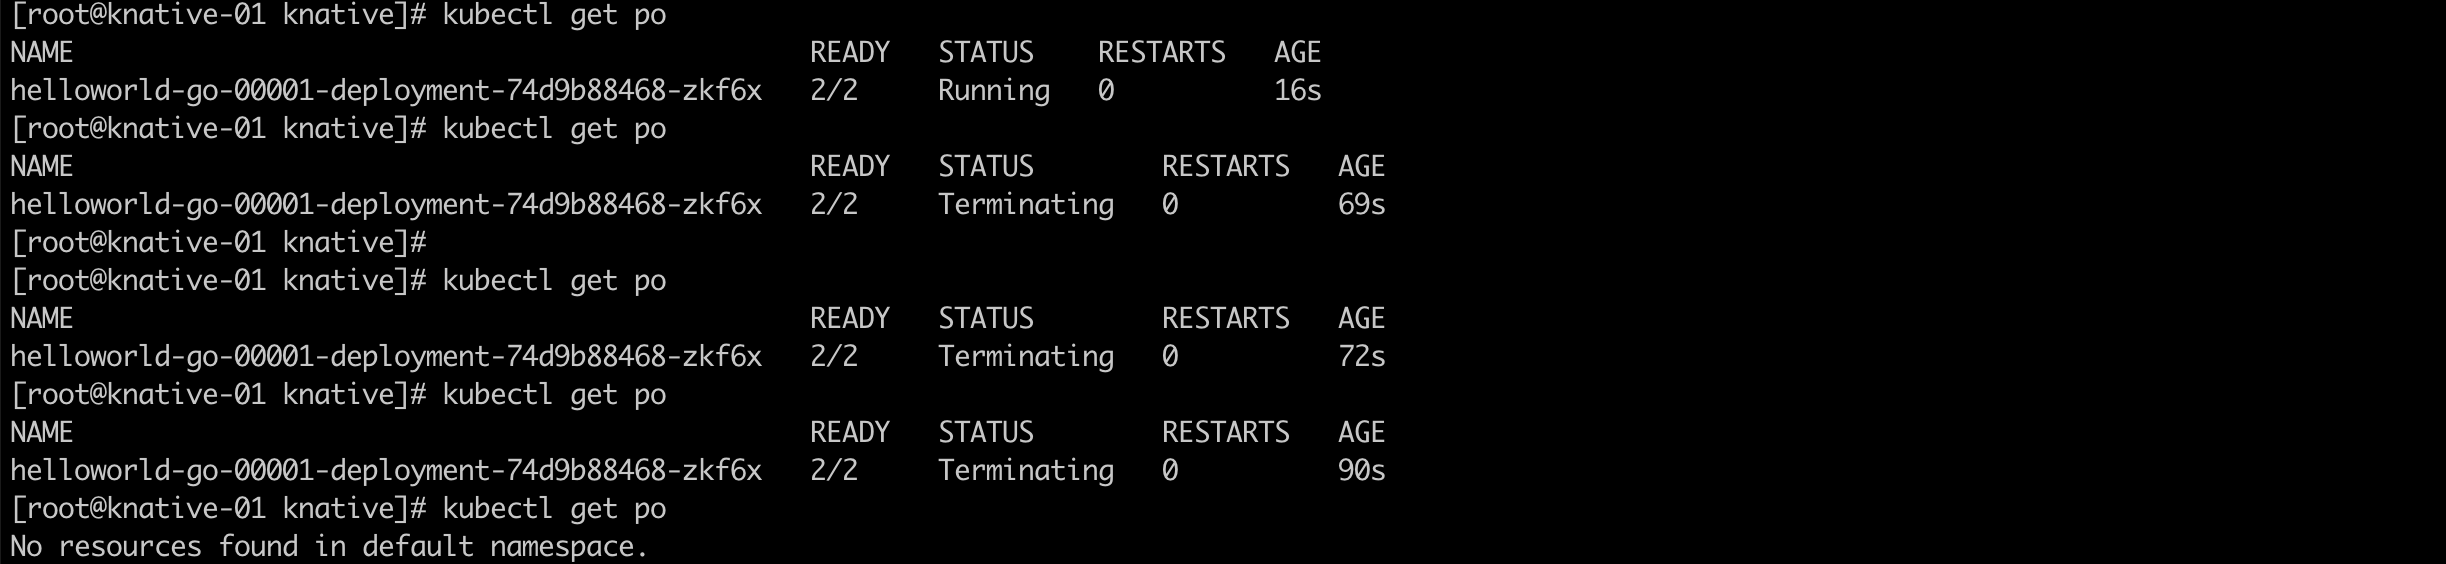 [root@knative-01 knative]# kubectl get po
NAME                                              READY   STATUS    RESTARTS   AGE
helloworld-go-00001-deployment-74d9b88468-zkf6x   2/2     Running   0          16s
[root@knative-01 knative]# kubectl get po
NAME                                              READY   STATUS        RESTARTS   AGE
helloworld-go-00001-deployment-74d9b88468-zkf6x   2/2     Terminating   0          69s
[root@knative-01 knative]#
[root@knative-01 knative]# kubectl get po
NAME                                              READY   STATUS        RESTARTS   AGE
helloworld-go-00001-deployment-74d9b88468-zkf6x   2/2     Terminating   0          72s
[root@knative-01 knative]# kubectl get po
NAME                                              READY   STATUS        RESTARTS   AGE
helloworld-go-00001-deployment-74d9b88468-zkf6x   2/2     Terminating   0          90s
[root@knative-01 knative]# kubectl get po
No resources found in default namespace.